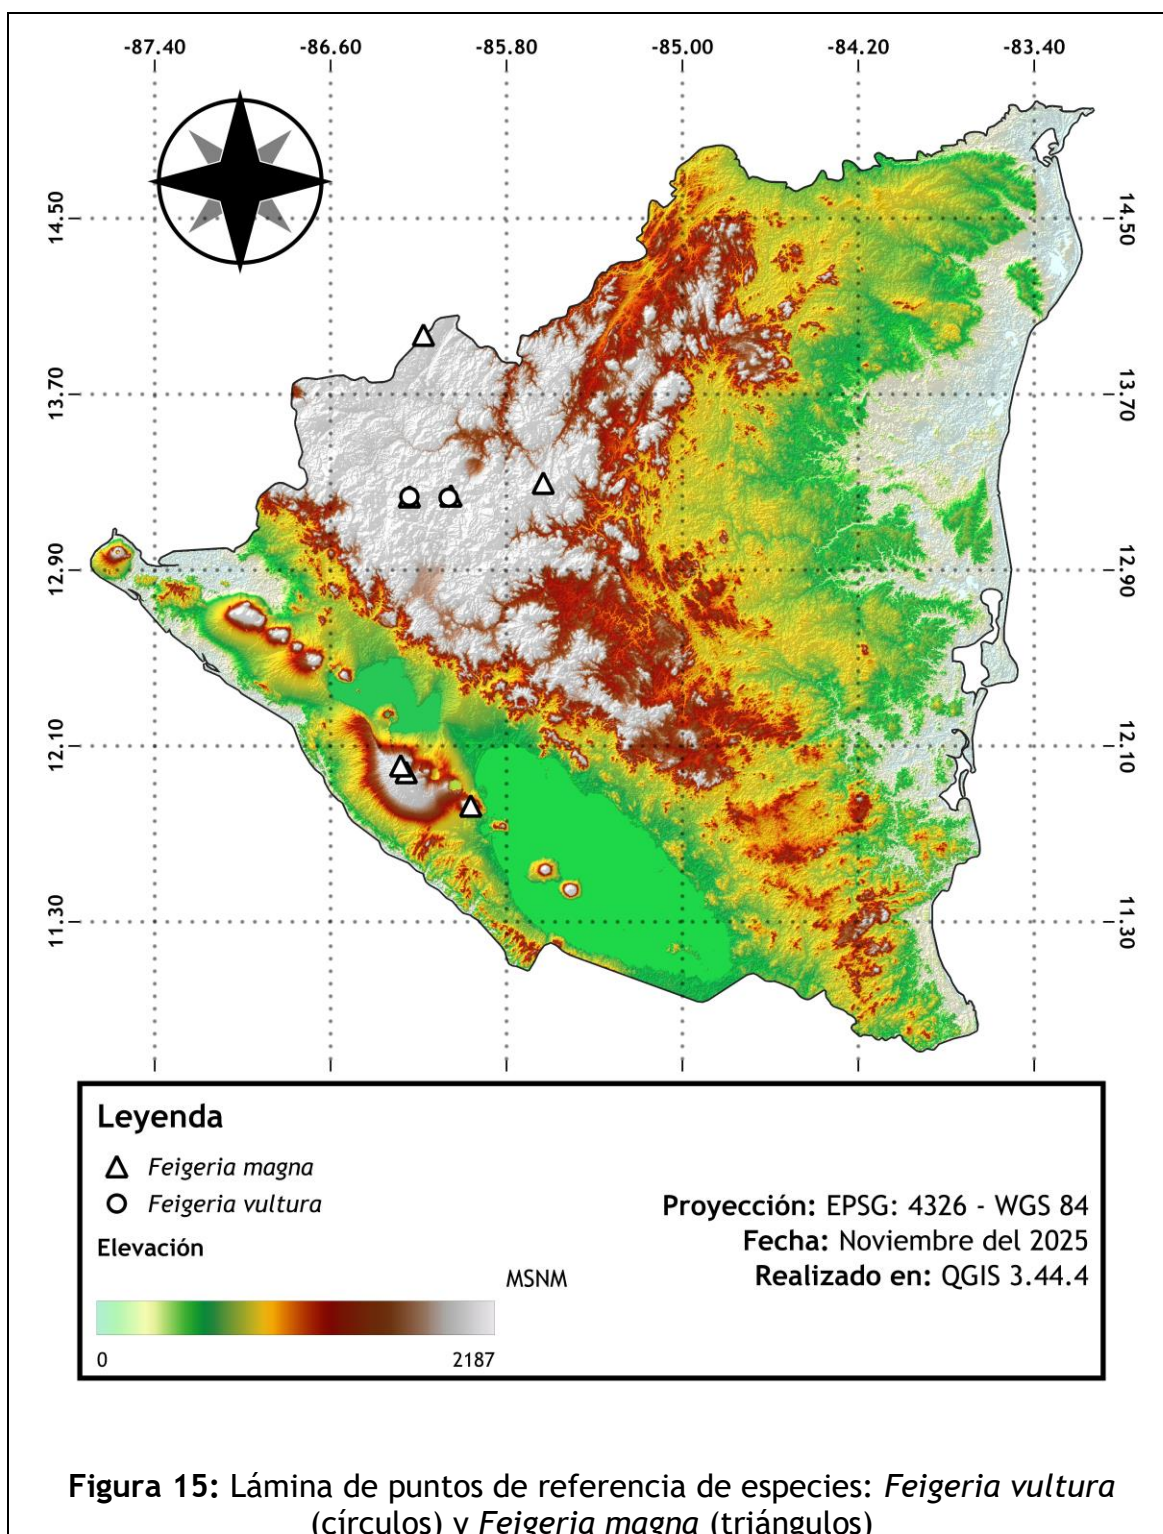 -87.40 -86.60 -85.80 -85.00 -84.20 -83.40
14.50 14.50
13.70 13.70
12.90 12.90
12.10 12.10
11.30 11.30
Leyenda
Feigeria magna
Feigeria vultura
Elevación
MSNM
0 2187
Proyección: EPSG: 4326 - WGS 84
Fecha: Noviembre del 2025
Realizado en: QGIS 3.44.4
Figura 15: Lámina de puntos de referencia de especies: Feigeria vultura
(círculos) y Feigeria magna (triángulos)